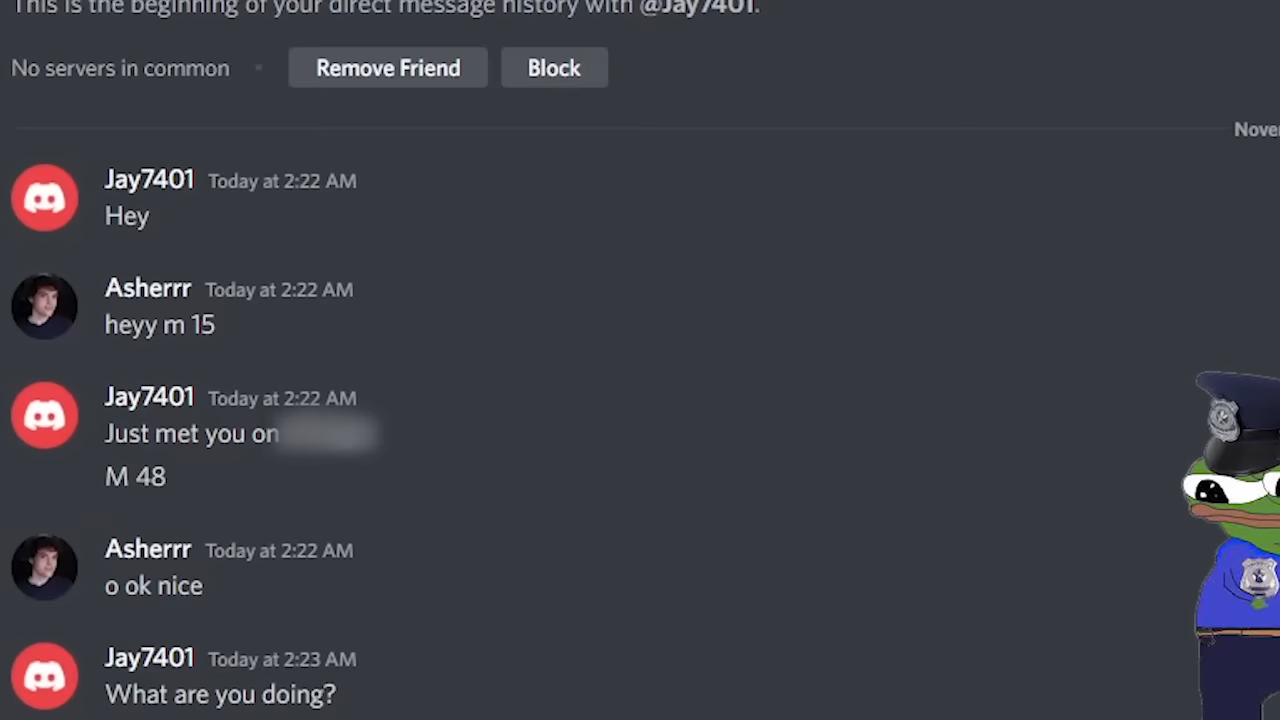 This is the beginning of your direct message history with @Jay7401.
No servers in common
Remove Friend
Block
Jay7401 Today at 2:22 AM
Hey
Asherrr Today at 2:22 AM
heyy m 15
Jay7401 Today at 2:22 AM
Just met you on
M 48
Asherrr Today at 2:22 AM
o ok nice
Jay7401 Today at 2:23 AM
What are you doing?